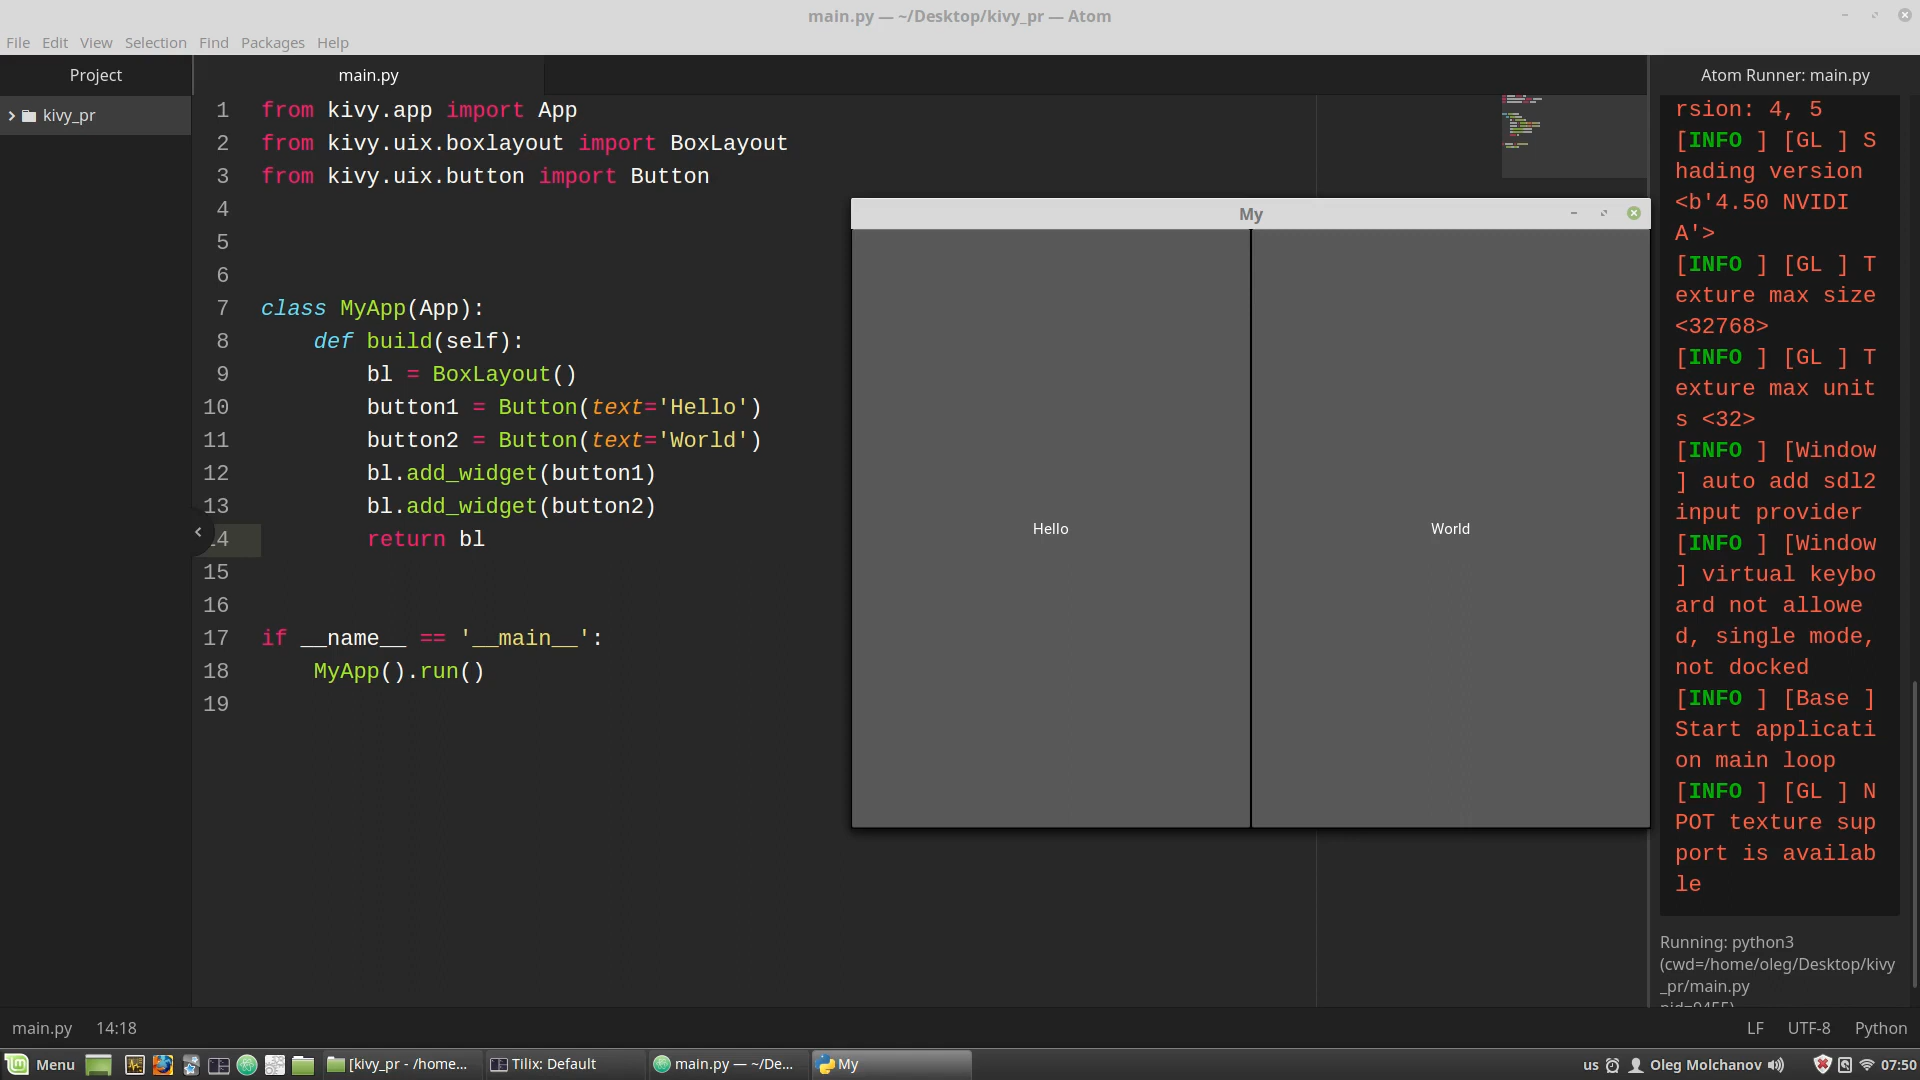 main.py — ~/Desktop/kivy_pr — Atom
File Edit View Selection Find Packages Help
Project
kivy_pr
main.py
1 from kivy.app import App
2 from kivy.uix.boxlayout import BoxLayout
3 from kivy.uix.button import Button
4
5
6
7 class MyApp(App):
8 def build(self):
9 bl = BoxLayout()
10 button1 = Button(text='Hello')
11 button2 = Button(text='World')
12 bl.add_widget(button1)
13 bl.add_widget(button2)
14 return bl
15
16
17 if __name__ == '__main__':
18 MyApp().run()
19
My
Hello
World
Atom Runner: main.py
rsion: 4, 5
[INFO ] [GL ] S
hading version
<b'4.50 NVIDI
A'>
[INFO ] [GL ] T
exture max size
<32768>
[INFO ] [GL ] T
exture max unit
s <32>
[INFO ] [Window
] auto add sdl2
input provider
[INFO ] [Window
] virtual keybo
ard not allowe
d, single mode,
not docked
[INFO ] [Base ]
Start applicati
on main loop
[INFO ] [GL ] N
POT texture sup
port is availab
le
Running: python3
(cwd=/home/oleg/Desktop/kivy
_pr/main.py
main.py 14:18
LF UTF-8 Python
Menu [kivy_pr - /home... Tilix: Default main.py — ~/De... My us Oleg Molchanov 07:50